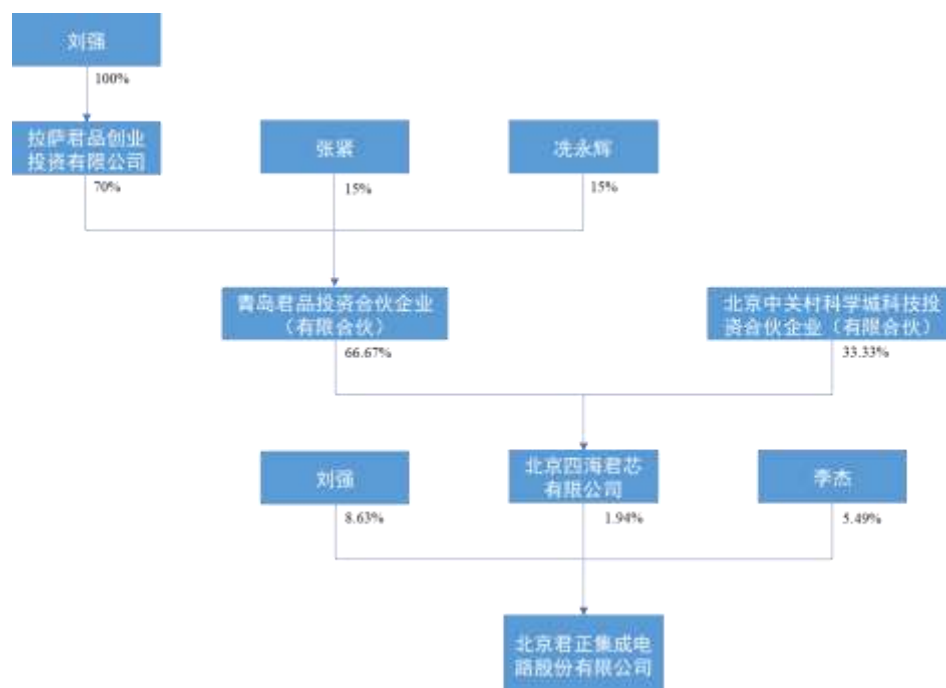 刘强
100%
拉萨君品创业
投资有限公司
张紧
冼永辉
70%
15%
15%
青岛君品投资合伙企业
（有限合伙）
北京中关村科学城科技投
资合伙企业（有限合伙）
66.67%
33.33%
刘强
北京四海君芯
有限公司
李杰
8.63%
1.94%
5.49%
北京君正集成电
路股份有限公司